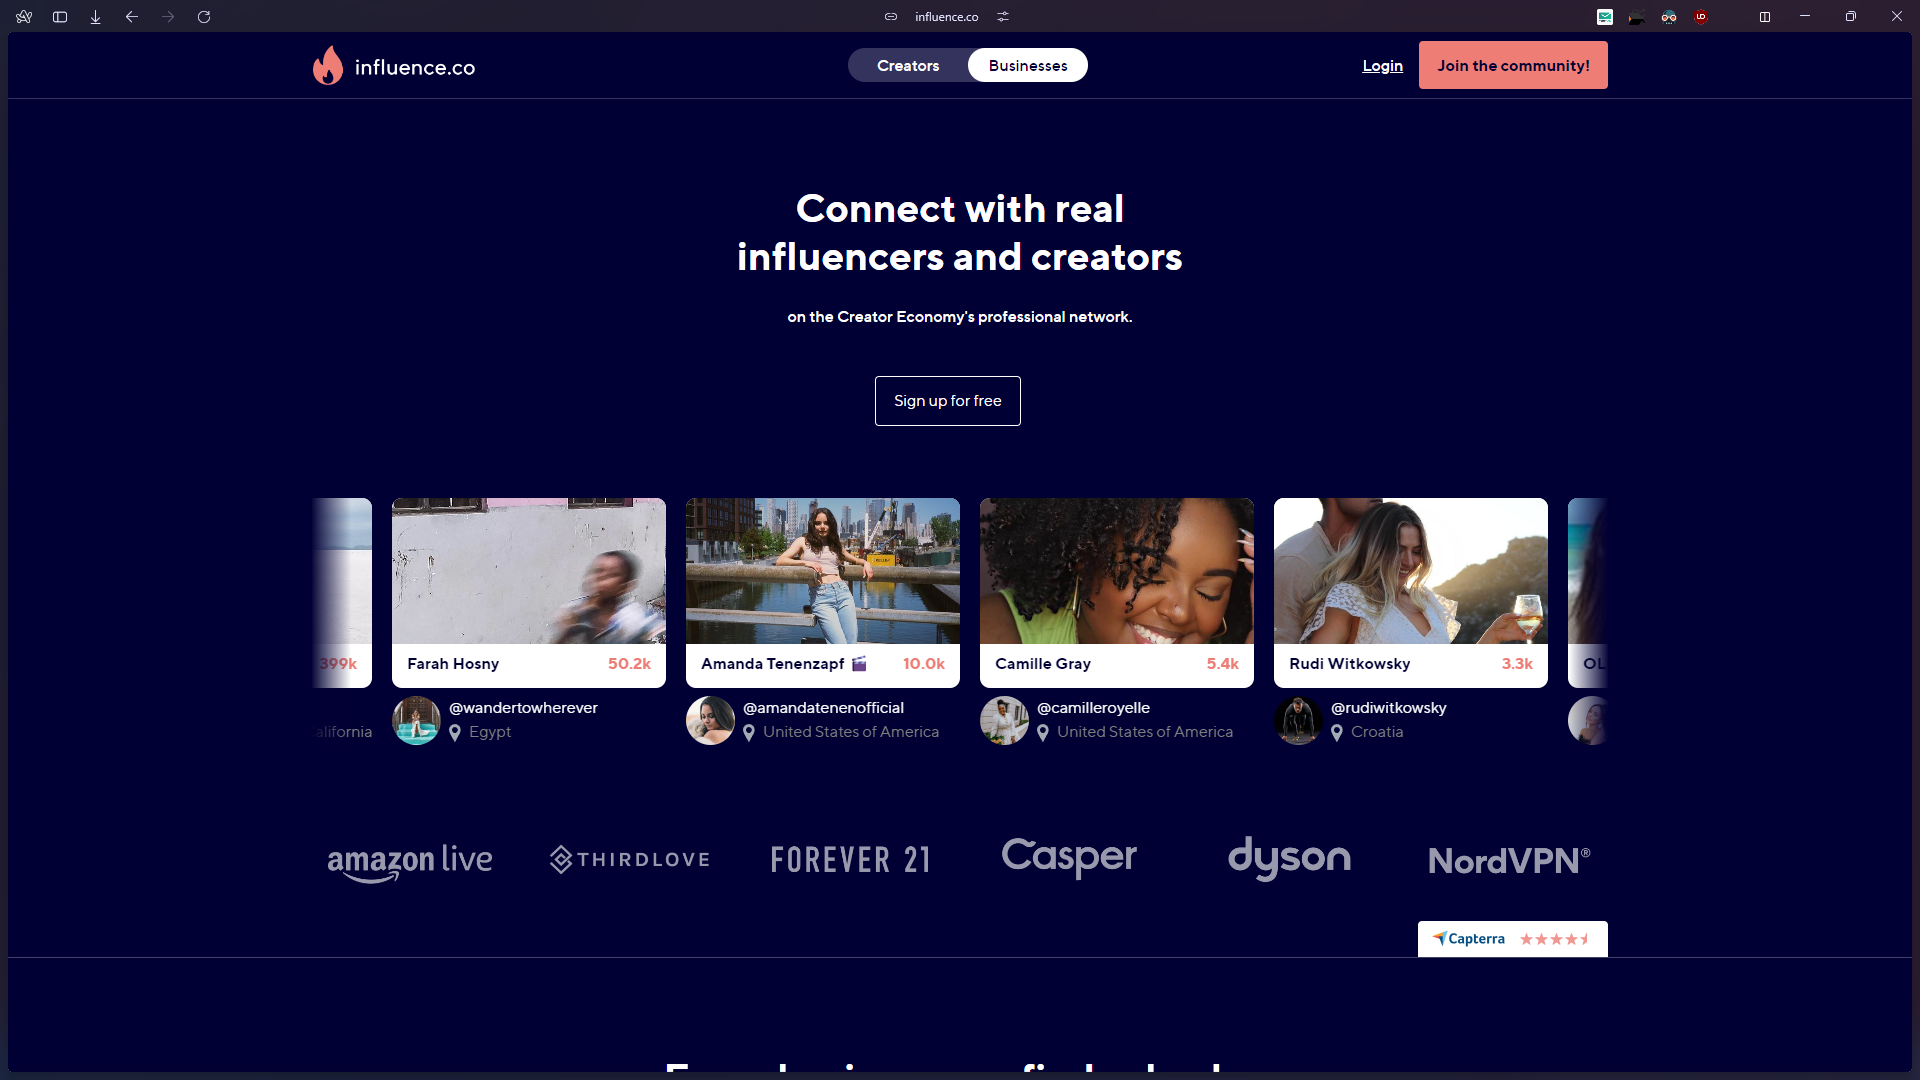 influence.co
influence.co
Creators
Businesses
Login
Join the community!
Connect with real
influencers and creators
on the Creator Economy's professional network.
Sign up for free
399k
Farah Hosny
50.2k
Amanda Tenenzapf 🎬
10.0k
Camille Gray
5.4k
Rudi Witkowsky
3.3k
OL
alifornia
@wandertowherever
Egypt
@amandatenenofficial
United States of America
@camilleroyelle
United States of America
@rudiwitkowsky
Croatia
amazon live
THIRDLOVE
FOREVER 21
Casper
dyson
NordVPN®
Capterra